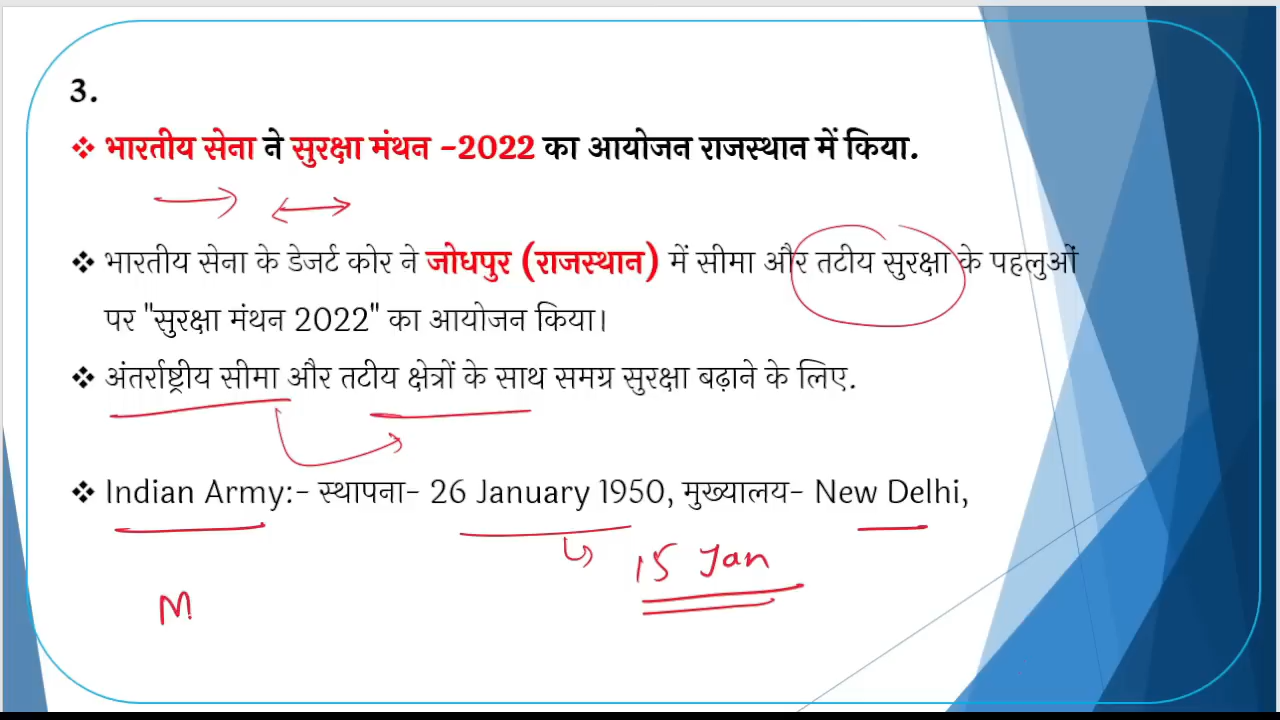 3.
❖ भारतीय सेना ने सुरक्षा मंथन -2022 का आयोजन राजस्थान में किया.
❖ भारतीय सेना के डेजर्ट कोर ने जोधपुर (राजस्थान) में सीमा और तटीय सुरक्षा के पहलुओं
पर "सुरक्षा मंथन 2022" का आयोजन किया।
❖ अंतर्राष्ट्रीय सीमा और तटीय क्षेत्रों के साथ समग्र सुरक्षा बढ़ाने के लिए.
❖ Indian Army:- स्थापना- 26 January 1950, मुख्यालय- New Delhi,
15 Jan
M